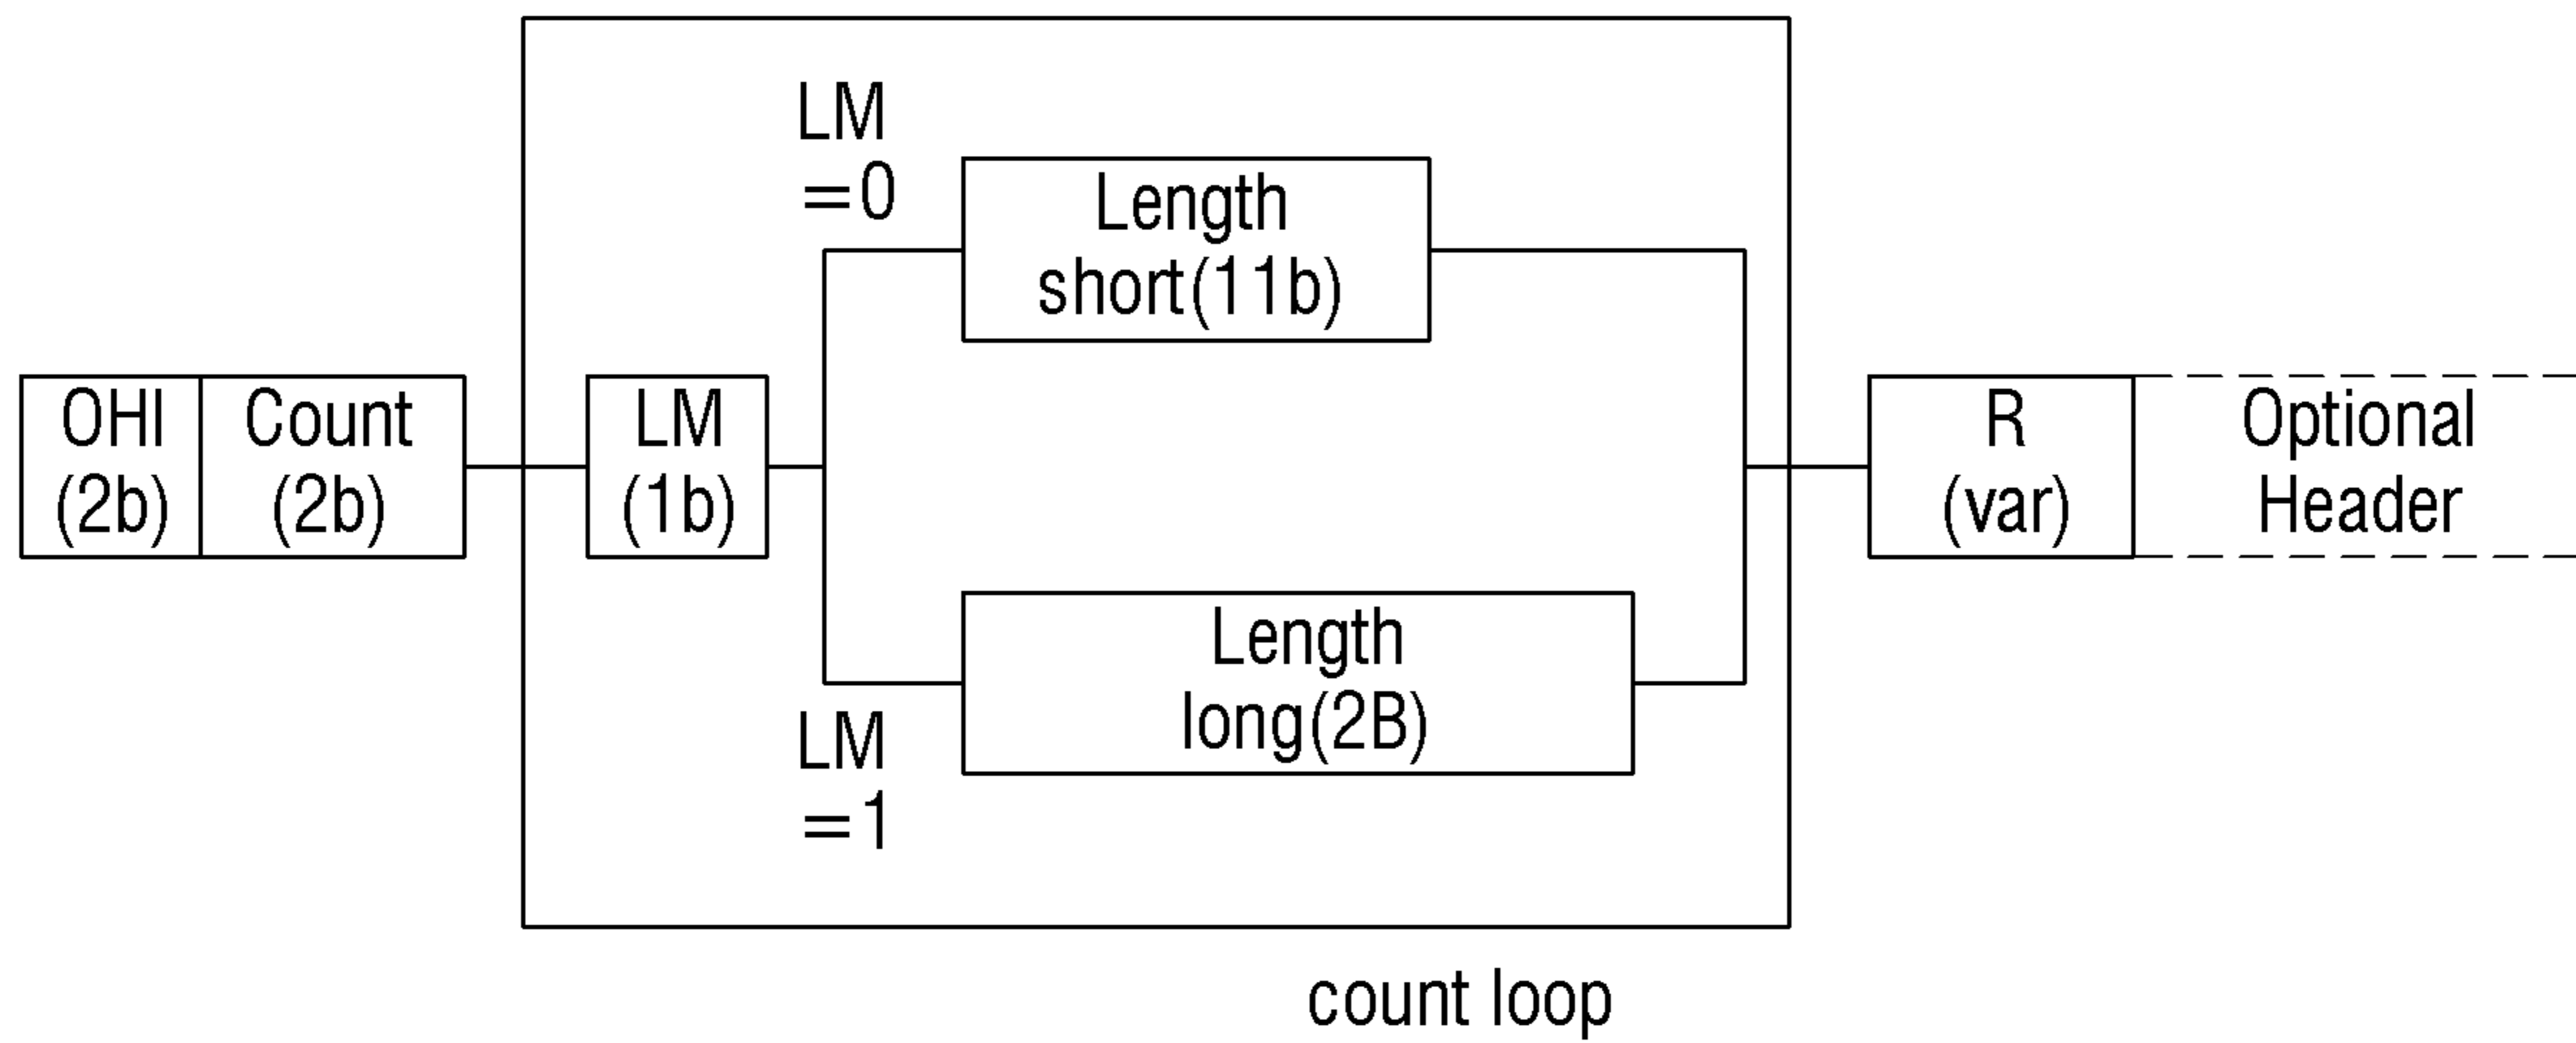 LM
=0
Length
short(11b)
OHI
(2b)
Count
(2b)
LM
(1b)
R
(var)
Optional
Header
Length
long(2B)
LM
=1
count loop